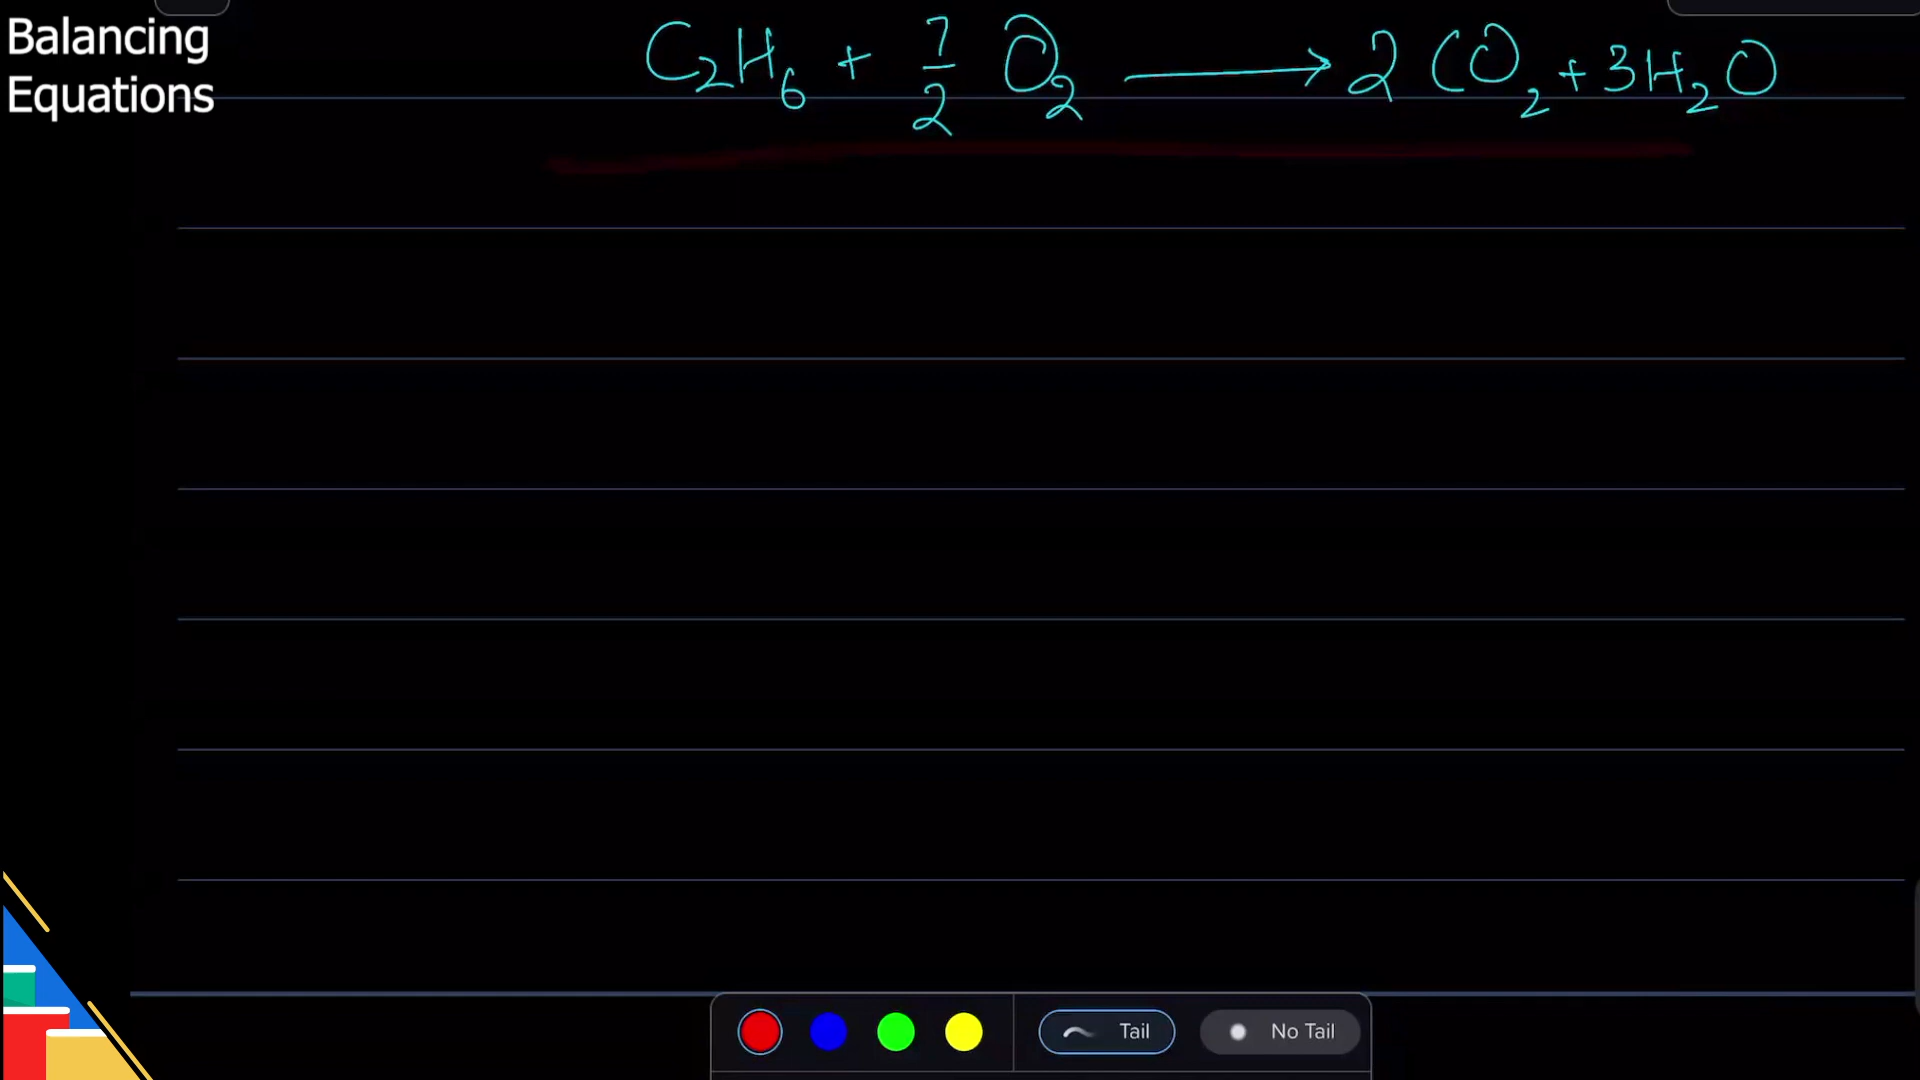 Balancing
Equations
C₂H₆ + 7/2 O₂ ⟶ 2 CO₂ + 3H₂O
Tail
No Tail